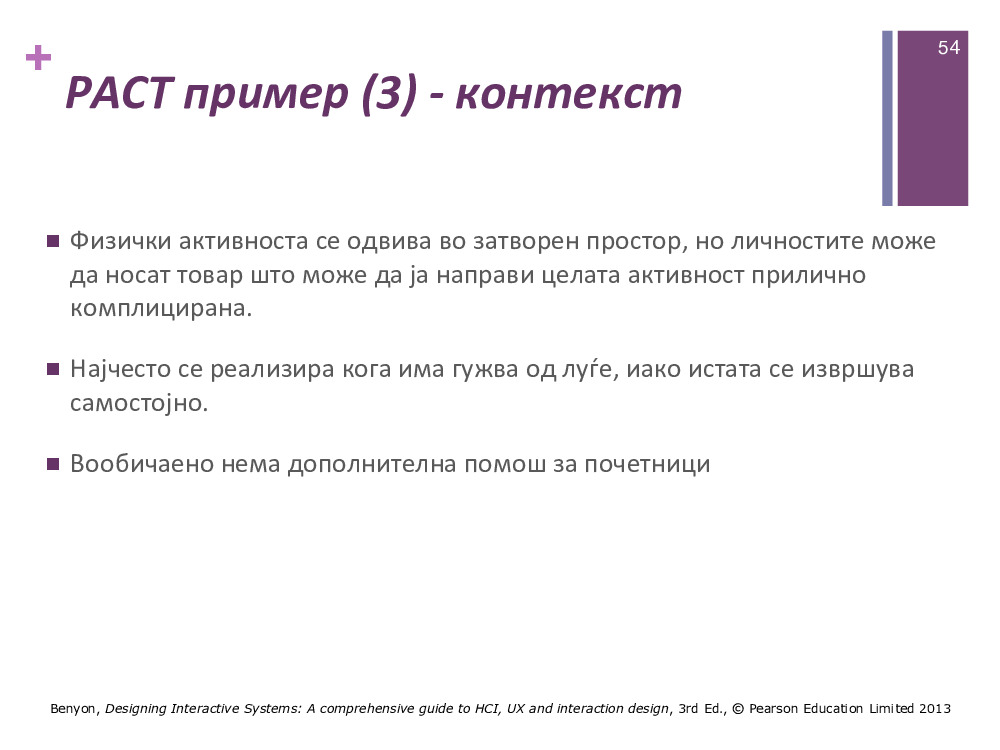 54
+
PACT пример (3) - контекст
Физички активноста се одвива во затворен простор, но личностите може
да носат товар што може да ја направи целата активност прилично
комплицирана.
Најчесто се реализира кога има гужва од луѓе, иако истата се извршува
самостојно.
Вообичаено нема дополнителна помош за почетници
Benyon, Designing Interactive Systems: A comprehensive guide to HCI, UX and interaction design, 3rd Ed., © Pearson Education Limited 2013